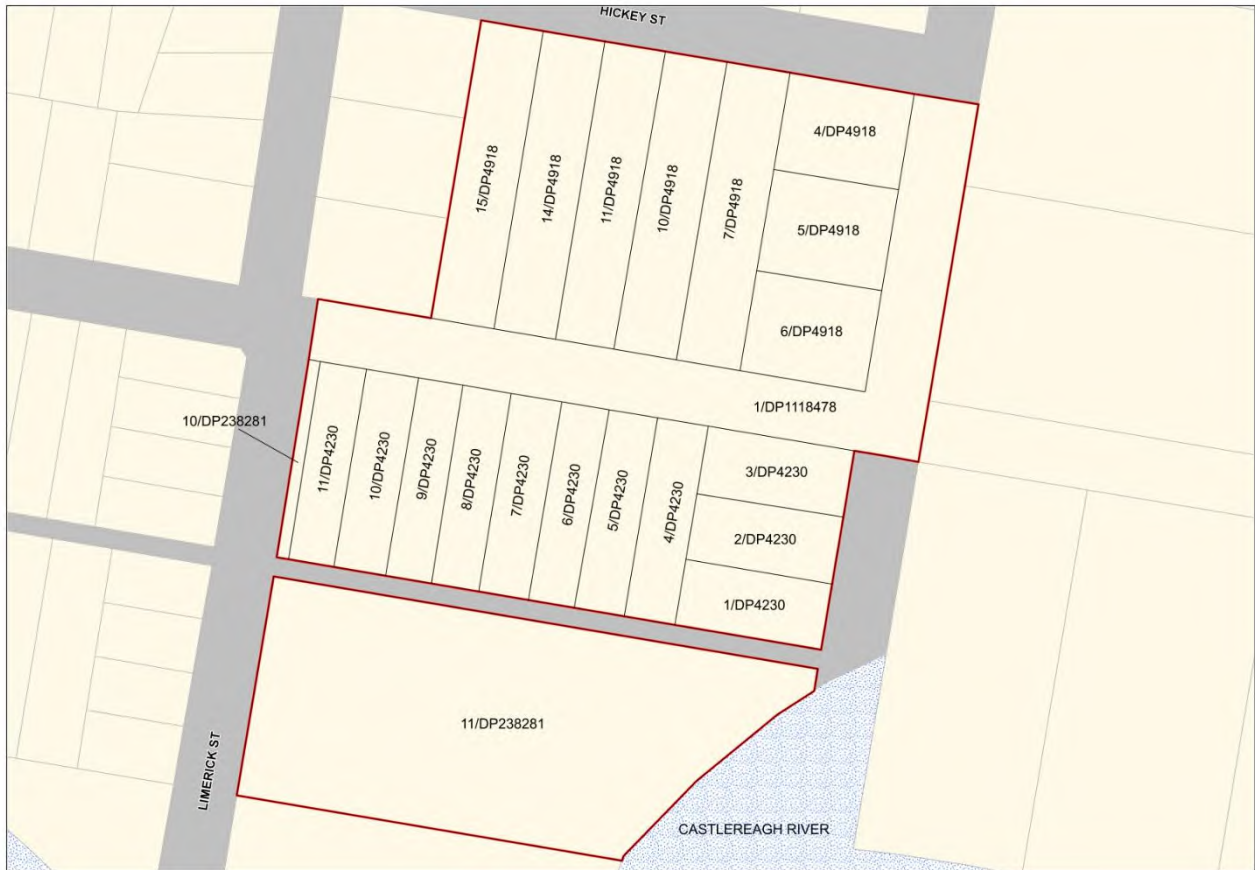 HICKEY ST
4/DP4918
15/DP4918
14/DP4918
11/DP4918
10/DP4918
7/DP4918
5/DP4918
6/DP4918
1/DP1118478
10/DP238281
11/DP4230
10/DP4230
9/DP4230
8/DP4230
7/DP4230
6/DP4230
5/DP4230
4/DP4230
3/DP4230
2/DP4230
1/DP4230
11/DP238281
LIMERICK ST
CASTLEREAGH RIVER